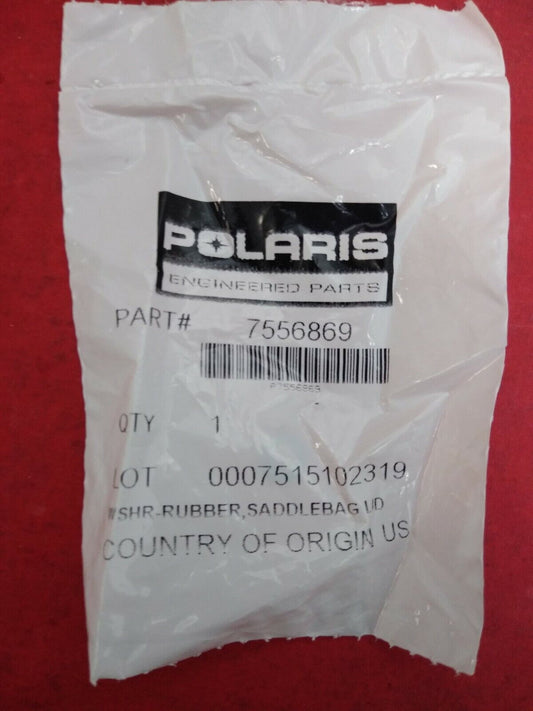 POLARIS
ENGINEERED PARTS
PART# 7556869
P7556869
QTY 1
LOT 0007515102319
WSHR-RUBBER,SADDLEBAG LID
COUNTRY OF ORIGIN US